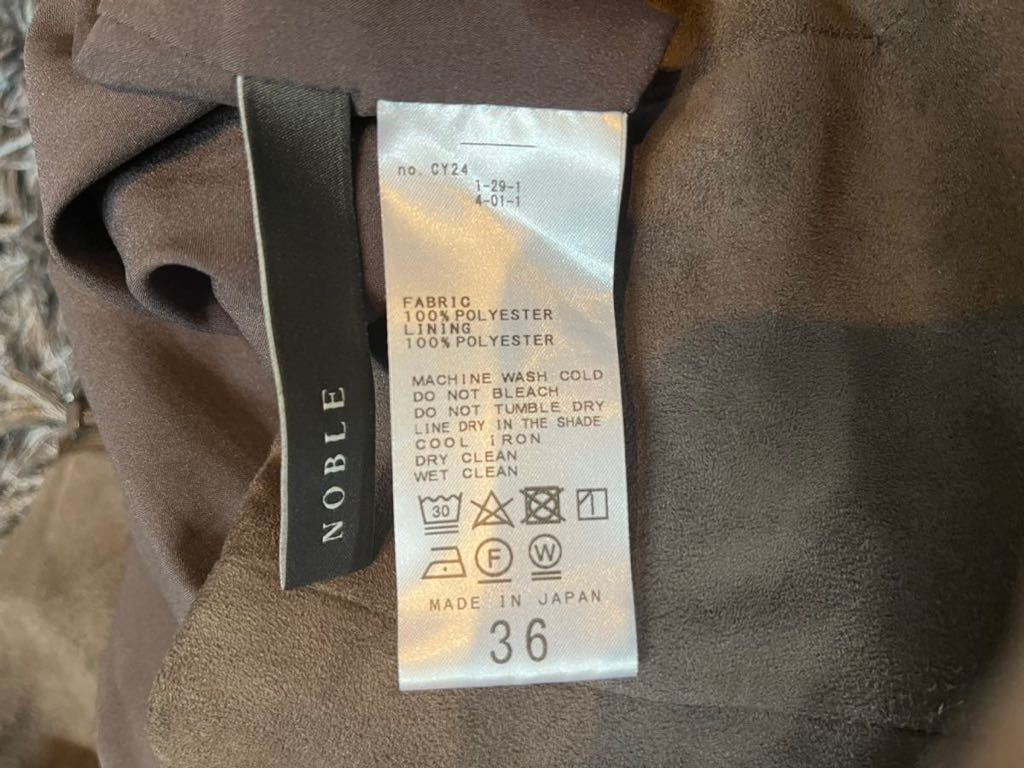 NOBLE
no. CY24
1-29-1
4-01-1
FABRIC
100% POLYESTER
LINING
100% POLYESTER
MACHINE WASH COLD
DO NOT BLEACH
DO NOT TUMBLE DRY
LINE DRY IN THE SHADE
COOL IRON
DRY CLEAN
WET CLEAN
30
F W
MADE IN JAPAN
36